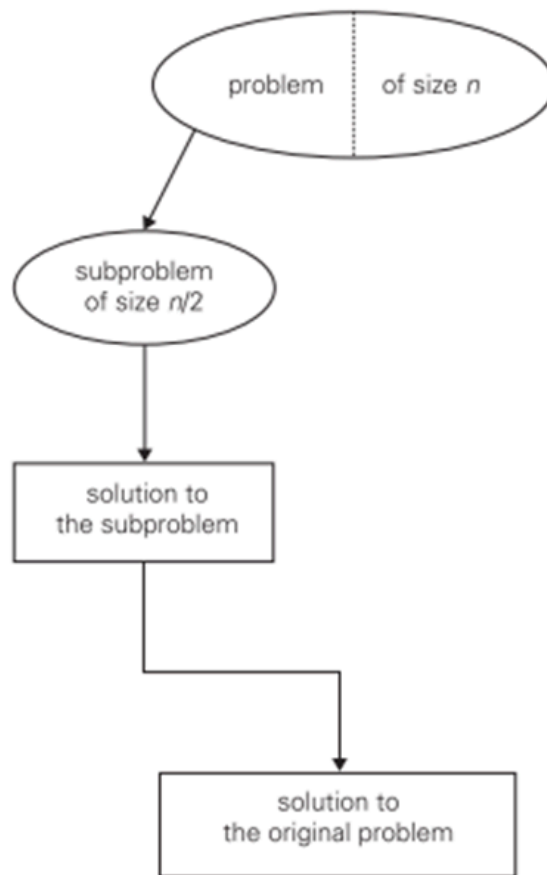 problem of size n
subproblem
of size n/2
solution to
the subproblem
solution to
the original problem